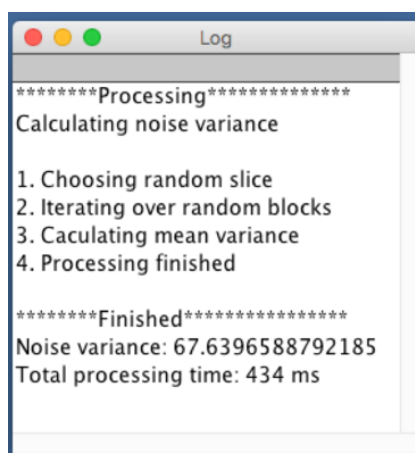 Log
********Processing**************
Calculating noise variance
1. Choosing random slice
2. Iterating over random blocks
3. Caculating mean variance
4. Processing finished
********Finished****************
Noise variance: 67.6396588792185
Total processing time: 434 ms